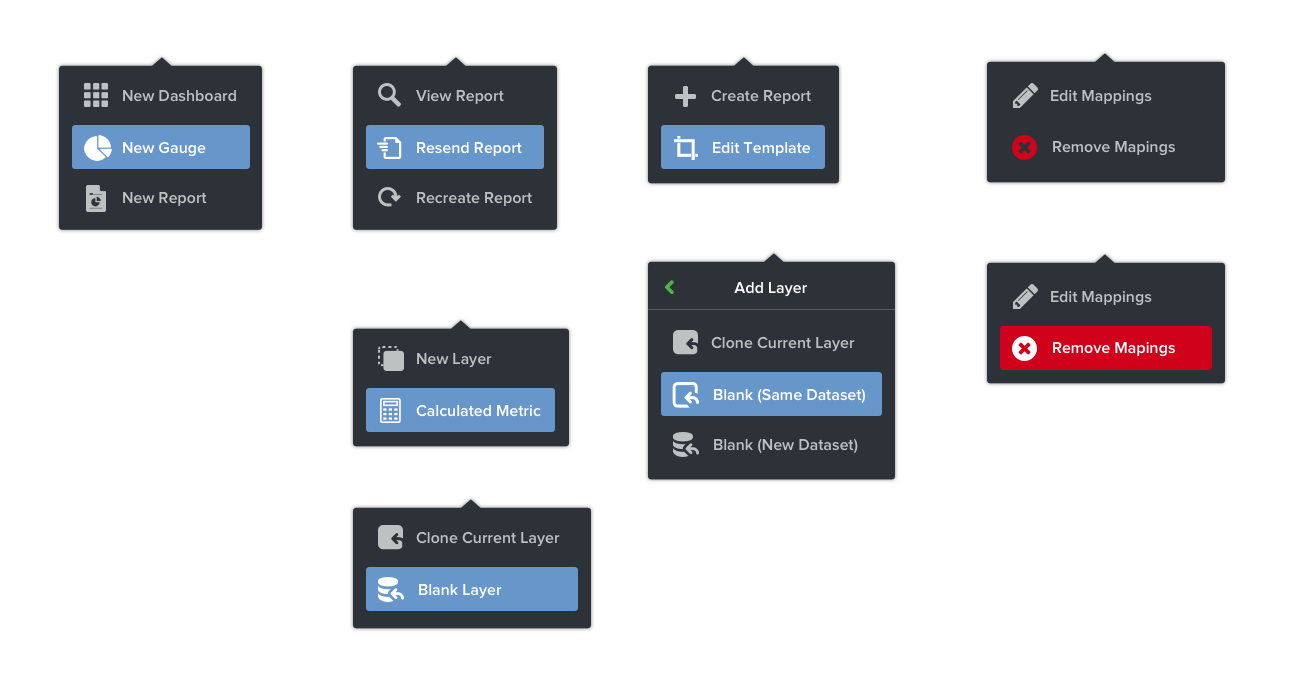 New Dashboard
New Gauge
New Report
View Report
Resend Report
Recreate Report
Create Report
Edit Template
Edit Mappings
Remove Mapings
New Layer
Calculated Metric
Add Layer
Clone Current Layer
Blank (Same Dataset)
Blank (New Dataset)
Edit Mappings
Remove Mapings
Clone Current Layer
Blank Layer